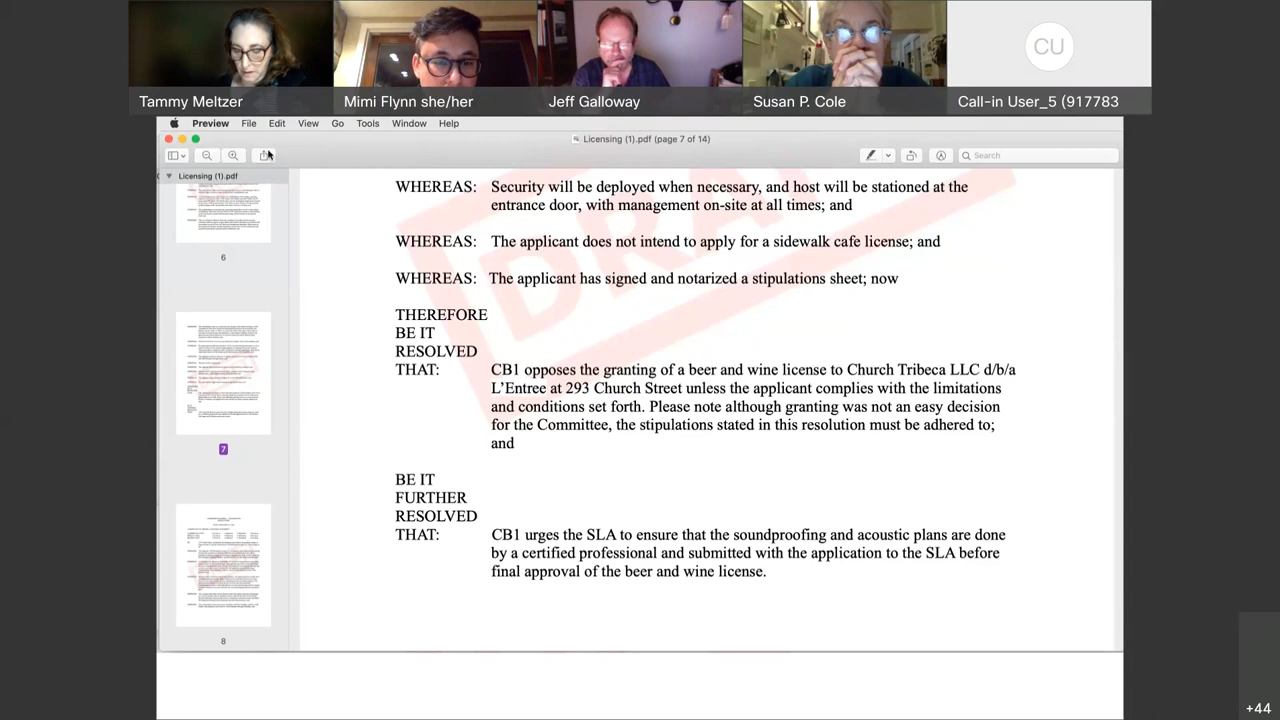 Tammy Meltzer
Mimi Flynn she/her
Jeff Galloway
Susan P. Cole
CU
Call-in User_5 (917783
Preview File Edit View Go Tools Window Help
Licensing (1).pdf (page 7 of 14)
Search
Licensing (1).pdf
6
7
8
WHEREAS: Security will be deployed when necessary, and host will be stationed at the
entrance door, with management on-site at all times; and
WHEREAS: The applicant does not intend to apply for a sidewalk cafe license; and
WHEREAS: The applicant has signed and notarized a stipulations sheet; now
THEREFORE
BE IT
RESOLVED
THAT: CB1 opposes the granting of a beer and wine license to Church LLC d/b/a
L'Entrecote 293 Church Street unless the applicant complies with the limitations
and conditions set forth. Please note although granting was not an easy decision
for the Committee, the stipulations stated in this resolution must be adhered to;
and
BE IT
FURTHER
RESOLVED
THAT: CB1 urges the SLA to ensure that the soundproofing and acoustic plans be done
by a certified professional and submitted with the application to the SLA before
the approval of the beer and wine license.
+44